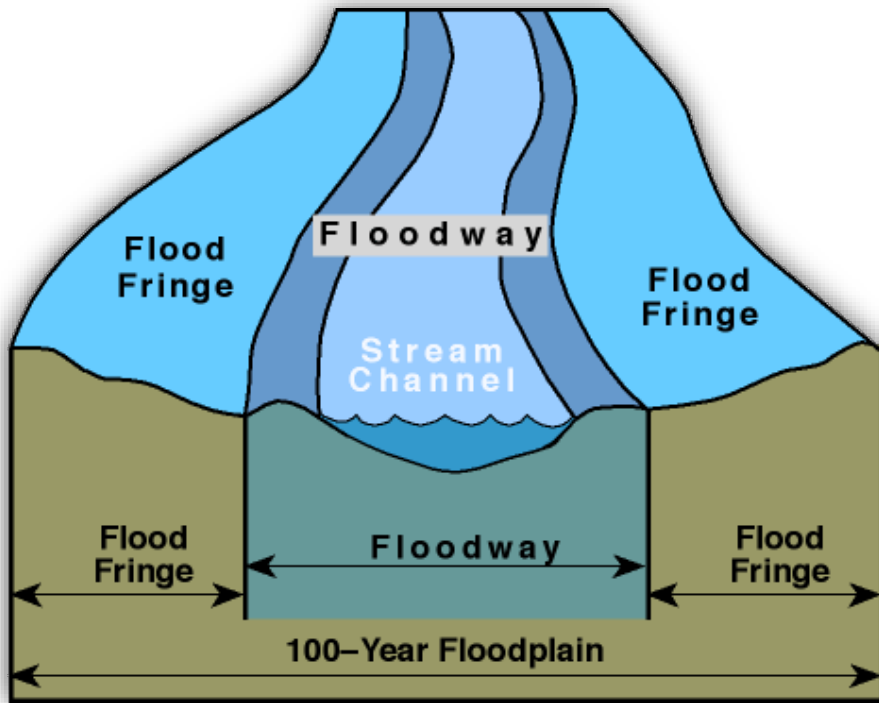 Floodway
Flood
Fringe
Flood
Fringe
Stream
Channel
Flood
Fringe
Floodway
Flood
Fringe
100–Year Floodplain